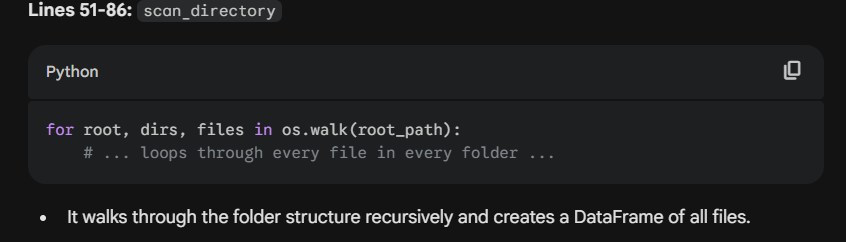 Lines 51-86: scan_directory
Python
for root, dirs, files in os.walk(root_path):
    # ... loops through every file in every folder ...
• It walks through the folder structure recursively and creates a DataFrame of all files.